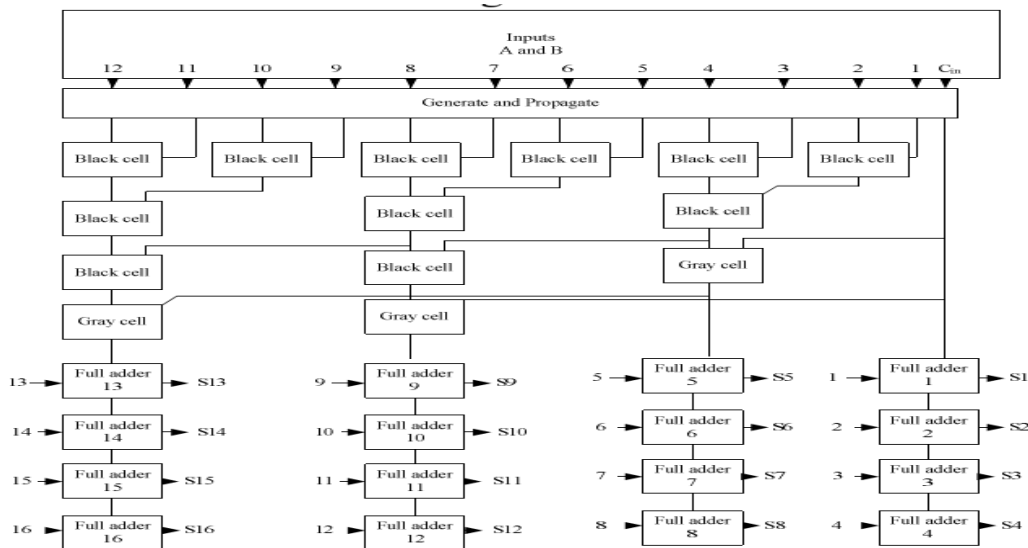 Inputs
A and B
12 11 10 9 8 7 6 5 4 3 2 1 Cin
Generate and Propagate
Black cell Black cell Black cell Black cell Black cell Black cell
Black cell Black cell Black cell
Black cell Black cell Gray cell
Gray cell Gray cell
13 Full adder 13 S13 9 Full adder 9 S9 5 Full adder 5 S5 1 Full adder 1 S1
14 Full adder 14 S14 10 Full adder 10 S10 6 Full adder 6 S6 2 Full adder 2 S2
15 Full adder 15 S15 11 Full adder 11 S11 7 Full adder 7 S7 3 Full adder 3 S3
16 Full adder 16 S16 12 Full adder 12 S12 8 Full adder 8 S8 4 Full adder 4 S4